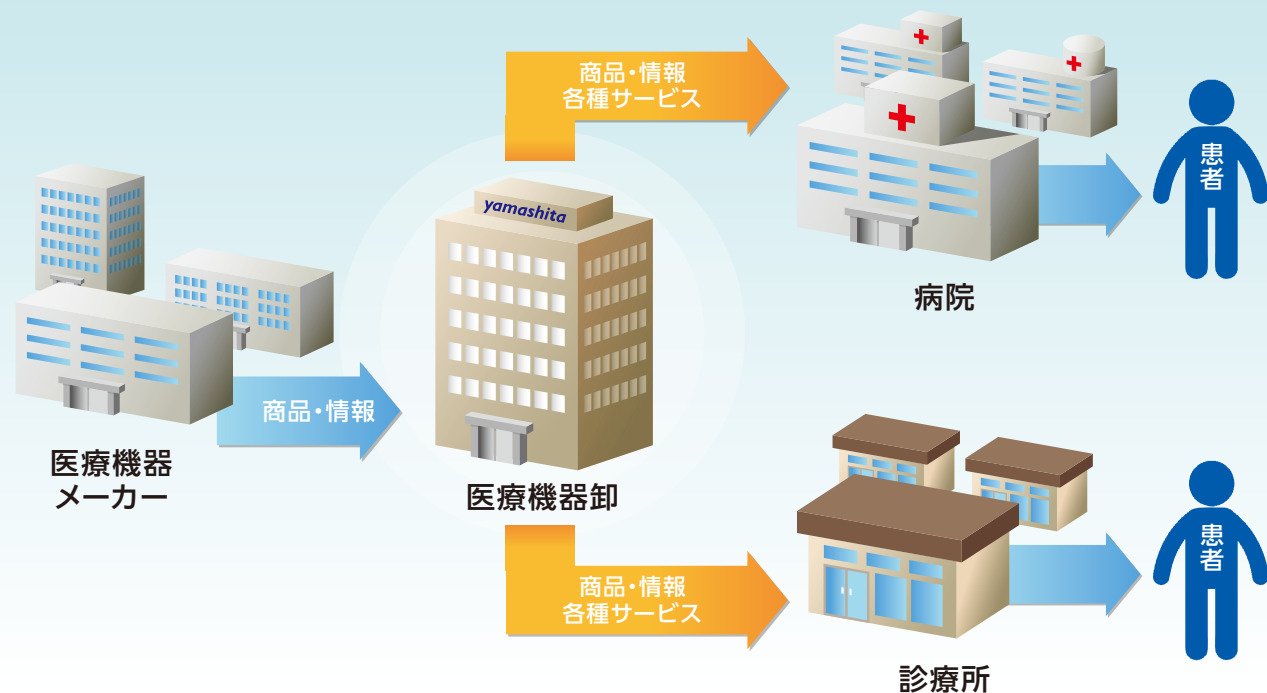 商品・情報
各種サービス
患者
yamashita
病院
商品・情報
医療機器
メーカー
医療機器卸
商品・情報
各種サービス
患者
診療所